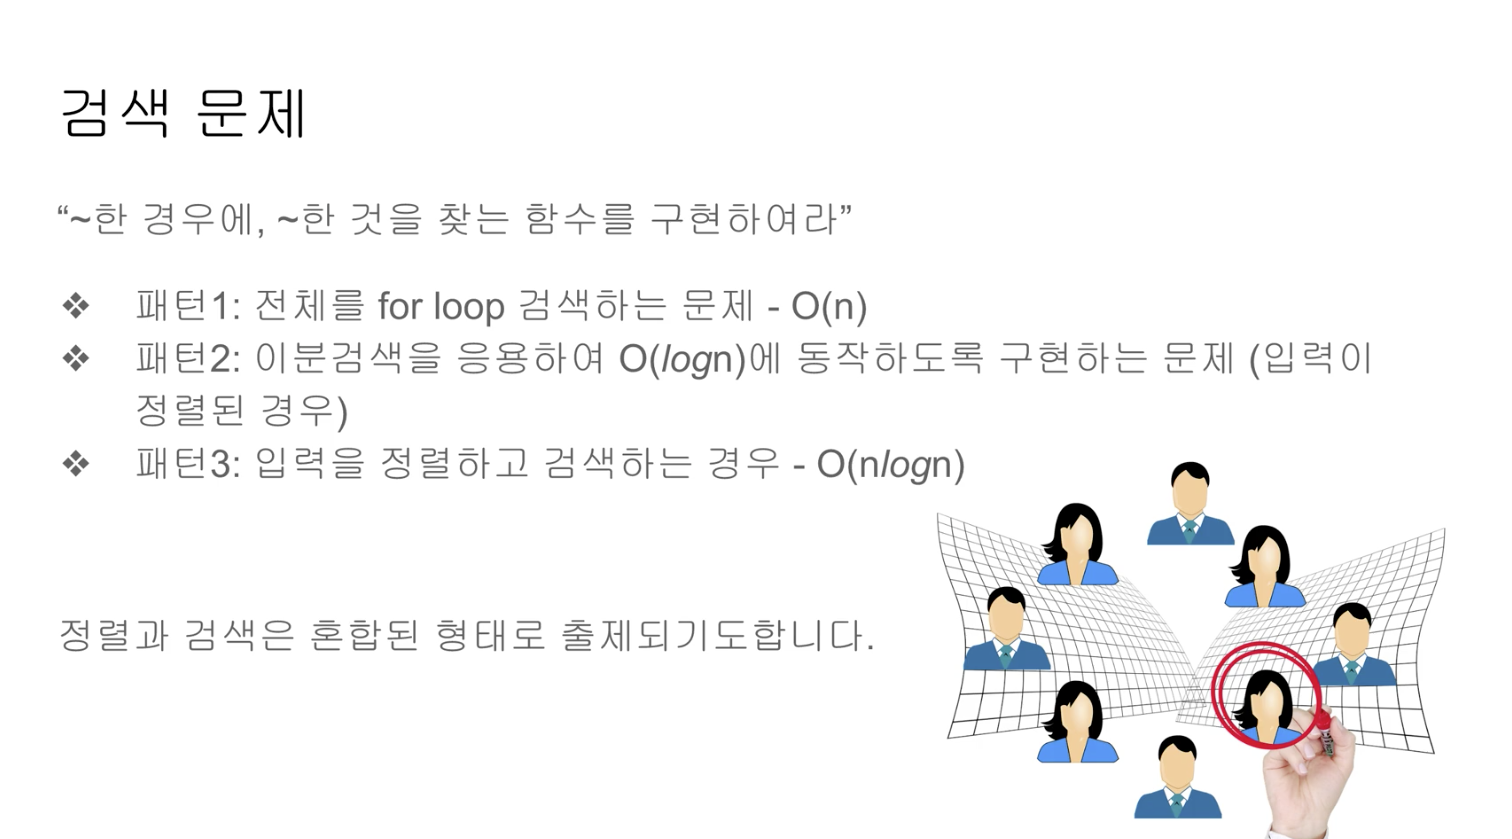 검색 문제
“~한 경우에, ~한 것을 찾는 함수를 구현하여라”
❖ 패턴1: 전체를 for loop 검색하는 문제 - O(n)
❖ 패턴2: 이분검색을 응용하여 O(logn)에 동작하도록 구현하는 문제 (입력이
정렬된 경우)
❖ 패턴3: 입력을 정렬하고 검색하는 경우 - O(nlogn)
정렬과 검색은 혼합된 형태로 출제되기도합니다.